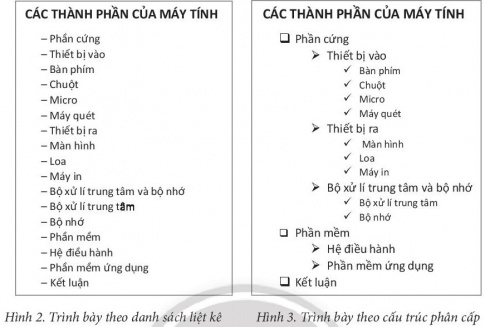 CÁC THÀNH PHẦN CỦA MÁY TÍNH
– Phần cứng
– Thiết bị vào
– Bàn phím
– Chuột
– Micro
– Máy quét
– Thiết bị ra
– Màn hình
– Loa
– Máy in
– Bộ xử lí trung tâm và bộ nhớ
– Bộ xử lí trung tâm
– Bộ nhớ
– Phần mềm
– Hệ điều hành
– Phần mềm ứng dụng
– Kết luận
Hình 2. Trình bày theo danh sách liệt kê
CÁC THÀNH PHẦN CỦA MÁY TÍNH
❑ Phần cứng
➢ Thiết bị vào
✓ Bàn phím
✓ Chuột
✓ Micro
✓ Máy quét
➢ Thiết bị ra
✓ Màn hình
✓ Loa
✓ Máy in
➢ Bộ xử lí trung tâm và bộ nhớ
✓ Bộ xử lí trung tâm
✓ Bộ nhớ
❑ Phần mềm
➢ Hệ điều hành
➢ Phần mềm ứng dụng
❑ Kết luận
Hình 3. Trình bày theo cấu trúc phân cấp